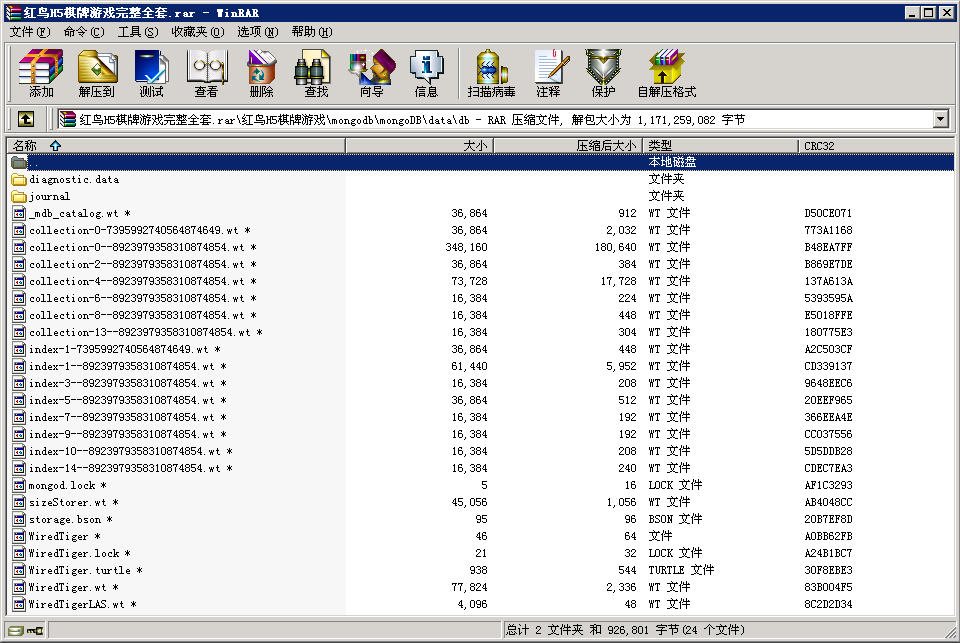 红鸟H5棋牌游戏完整全套.rar - WinRAR
文件(F) 命令(C) 工具(S) 收藏夹(O) 选项(N) 帮助(H)
添加 解压到 测试 查看 删除 查找 向导 信息 扫描病毒 注释 保护 自解压格式
红鸟H5棋牌游戏完整全套.rar\红鸟H5棋牌游戏\mongodb\mongoDB\data\db - RAR 压缩文件, 解包大小为 1,171,259,082 字节
名称 大小 压缩后大小 类型 CRC32
.. 本地磁盘
diagnostic.data 文件夹
journal 文件夹
_mdb_catalog.wt * 36,864 912 WT 文件 D50CE071
collection-0-7395992740564874649.wt * 36,864 2,032 WT 文件 773A1168
collection-0--8923979358310874854.wt * 348,160 180,640 WT 文件 B48EA7FF
collection-2--8923979358310874854.wt * 36,864 384 WT 文件 B869E7DE
collection-4--8923979358310874854.wt * 73,728 17,728 WT 文件 137A613A
collection-6--8923979358310874854.wt * 16,384 224 WT 文件 5393595A
collection-8--8923979358310874854.wt * 16,384 448 WT 文件 E5018FFE
collection-13--8923979358310874854.wt * 16,384 304 WT 文件 180775E3
index-1-7395992740564874649.wt * 36,864 448 WT 文件 A2C503CF
index-1--8923979358310874854.wt * 61,440 5,952 WT 文件 CD339137
index-3--8923979358310874854.wt * 16,384 208 WT 文件 9648EEC6
index-5--8923979358310874854.wt * 36,864 512 WT 文件 20EEF965
index-7--8923979358310874854.wt * 16,384 192 WT 文件 366EEA4E
index-9--8923979358310874854.wt * 16,384 192 WT 文件 CC037556
index-10--8923979358310874854.wt * 16,384 208 WT 文件 5D5DDB28
index-14--8923979358310874854.wt * 16,384 240 WT 文件 CDEC7EA3
mongod.lock * 5 16 LOCK 文件 AF1C3293
sizeStorer.wt * 45,056 1,056 WT 文件 AB4048CC
storage.bson * 95 96 BSON 文件 20B7EF8D
WiredTiger * 46 64 文件 A0BB62FB
WiredTiger.lock * 21 32 LOCK 文件 A24B1BC7
WiredTiger.turtle * 938 544 TURTLE 文件 30F8EBE3
WiredTiger.wt * 77,824 2,336 WT 文件 83B004F5
WiredTigerLAS.wt * 4,096 48 WT 文件 8C2D2D34
总计 2 文件夹 和 926,801 字节(24 个文件)